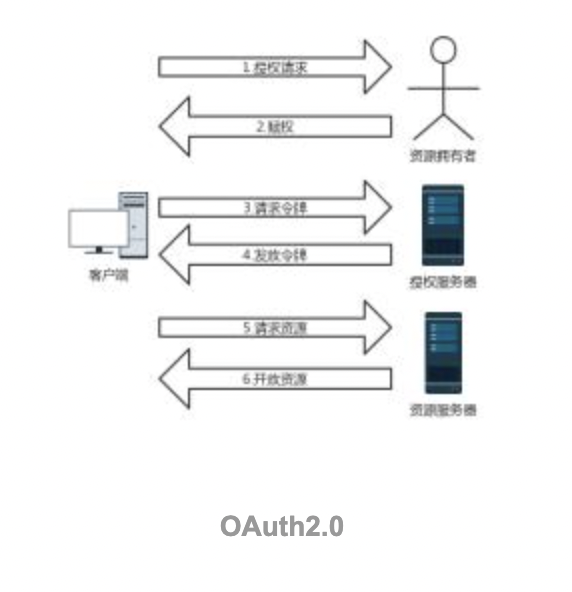 1.授权请求
2.赋权
资源拥有者
3.请求令牌
4.发放令牌
客户端
授权服务器
5.请求资源
6.开放资源
资源服务器
OAuth2.0